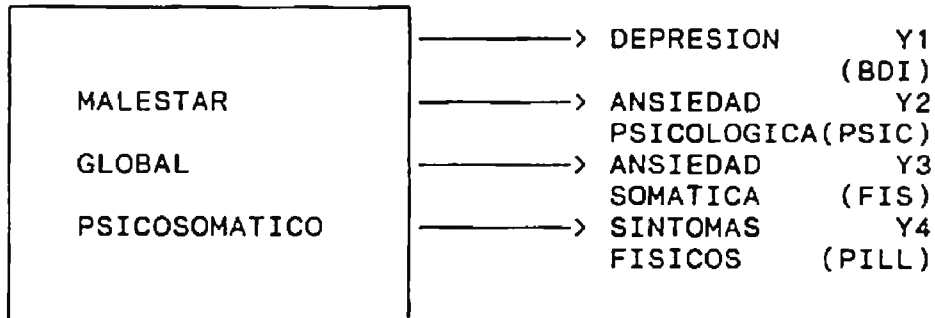 DEPRESION Y1
(BDI)
MALESTAR ANSIEDAD Y2
PSICOLOGICA(PSIC)
GLOBAL ANSIEDAD Y3
SOMATICA (FIS)
PSICOSOMATICO SINTOMAS Y4
FISICOS (PILL)